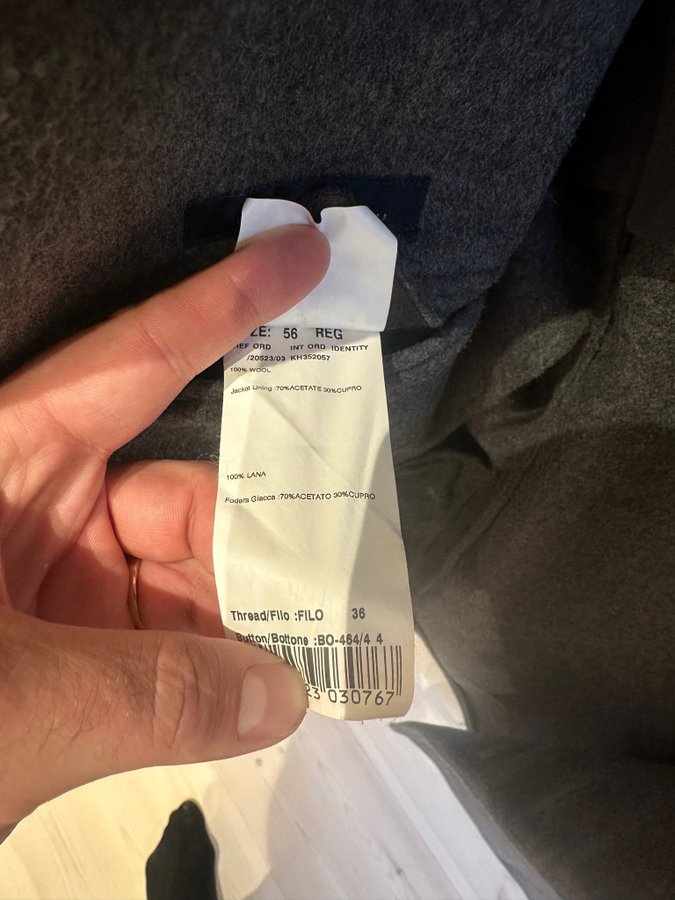 ZE: 56 REG
REF ORD INT ORD IDENTITY
/20523/03 KH352057
100% WOOL
Jacket Lining :70%ACETATE 30%CUPRO
100% LANA
Fodera Giacca :70%ACETATO 30%CUPRO
Thread/Filo :FILO 36
Button/Bottone :BO-464/4 4
23 030767